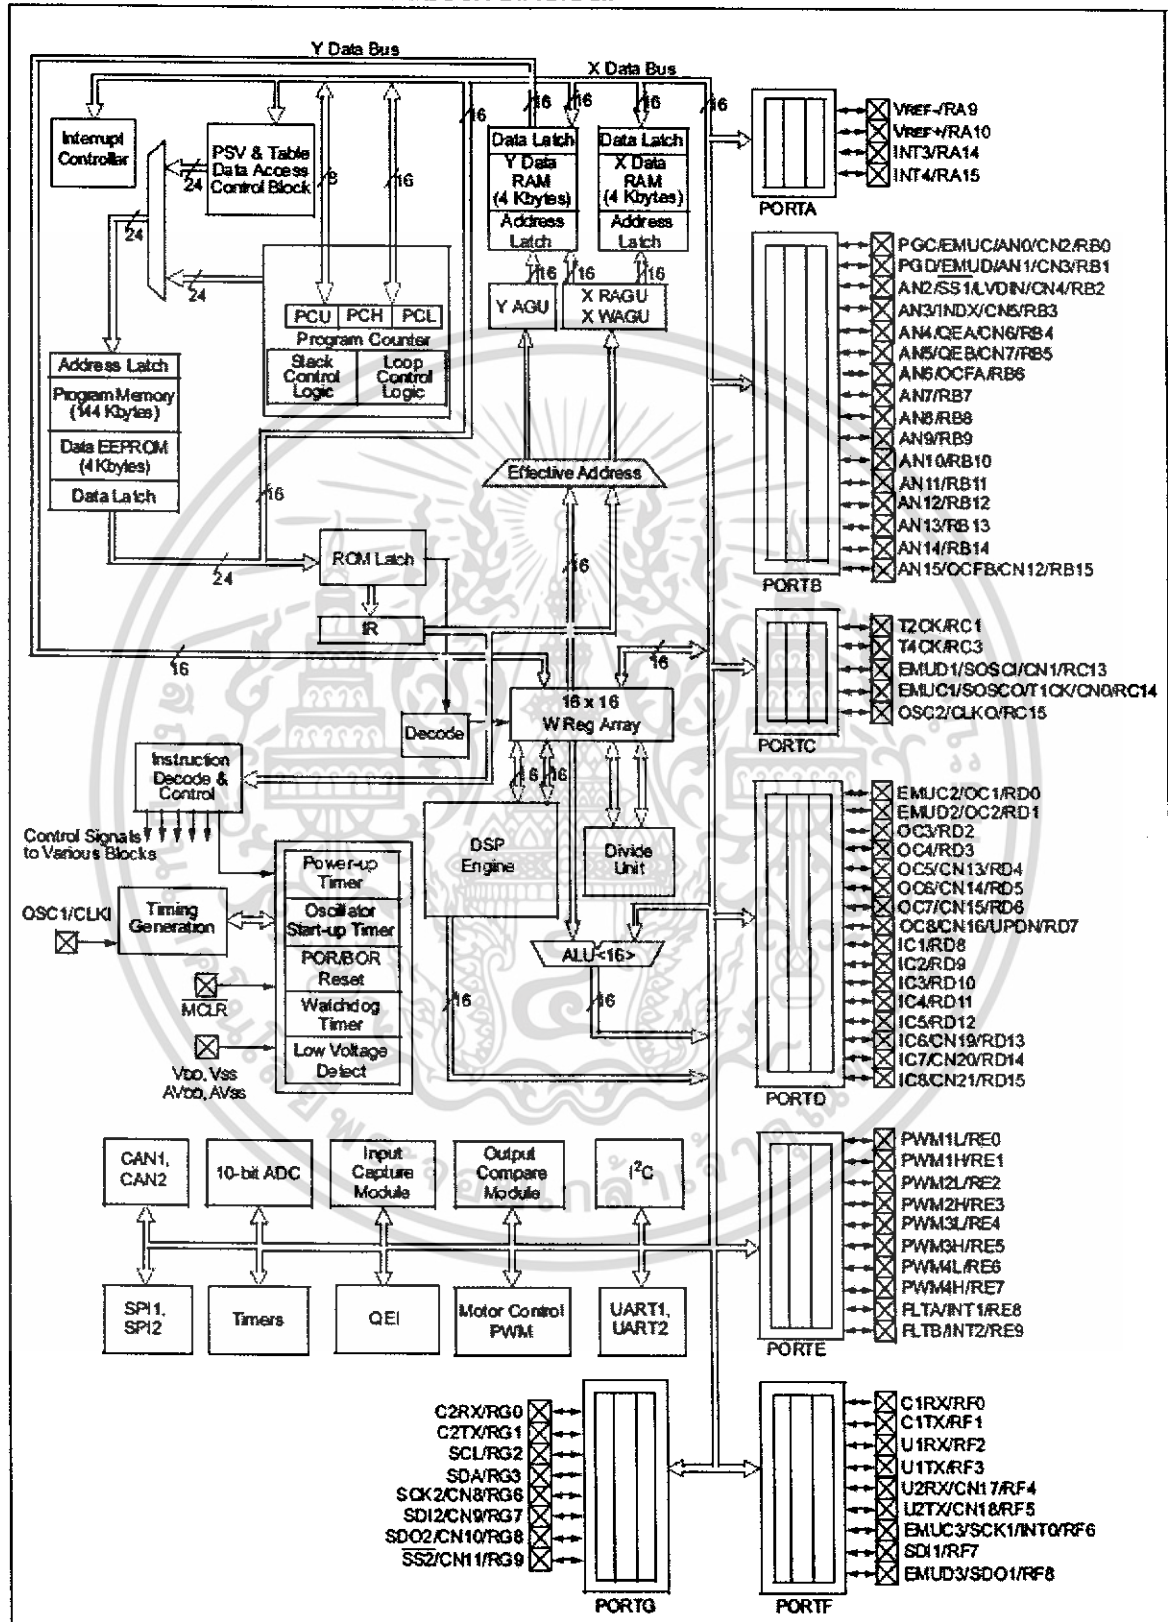 Y Data Bus
X Data Bus
16
16
16
16
16
Interrupt
Controller
PSV & Table
Data Access
Control Block
24
24
8
16
Data Latch
Y Data
RAM
(4 Kbytes)
Address
Latch
Data Latch
X Data
RAM
(4 Kbytes)
Address
Latch
16
16
16
24
Y AGU
X RAGU
X WAGU
PCU
PCH
PCL
Program Counter
Stack
Control
Logic
Loop
Control
Logic
Address Latch
Program Memory
(144 Kbytes)
Data EEPROM
(4 Kbytes)
Data Latch
Effective Address
16
24
ROM Latch
16
IR
16
16
16 x 16
W Reg Array
Decode
Instruction
Decode &
Control
16
16
Control Signals
to Various Blocks
DSP
Engine
Divide
Unit
Power-up
Timer
Oscillator
Start-up Timer
POR/BOR
Reset
Watchdog
Timer
Low Voltage
Detect
OSC1/CLKI
Timing
Generation
MCLR
VDD, VSS
AVDD, AVSS
ALU<16>
16
16
CAN1,
CAN2
10-bit ADC
Input
Capture
Module
Output
Compare
Module
I²C
SPI1,
SPI2
Timers
QEI
Motor Control
PWM
UART1,
UART2
VREF-/RA9
VREF+/RA10
INT3/RA14
INT4/RA15
PORTA
PGC/EMUC/AN0/CN2/RB0
PGD/EMUD/AN1/CN3/RB1
AN2/SS1/LVDIN/CN4/RB2
AN3/INDX/CN5/RB3
AN4/QEA/CN6/RB4
AN5/QEB/CN7/RB5
AN6/OCFA/RB6
AN7/RB7
AN8/RB8
AN9/RB9
AN10/RB10
AN11/RB11
AN12/RB12
AN13/RB13
AN14/RB14
AN15/OCFB/CN12/RB15
PORTB
T2CK/RC1
T4CK/RC3
EMUD1/SOSCI/CN1/RC13
EMUC1/SOSCO/T1CK/CN0/RC14
OSC2/CLKO/RC15
PORTC
EMUC2/OC1/RD0
EMUD2/OC2/RD1
OC3/RD2
OC4/RD3
OC5/CN13/RD4
OC6/CN14/RD5
OC7/CN15/RD6
OC8/CN16/UPDN/RD7
IC1/RD8
IC2/RD9
IC3/RD10
IC4/RD11
IC5/RD12
IC6/CN19/RD13
IC7/CN20/RD14
IC8/CN21/RD15
PORTD
PWM1L/RE0
PWM1H/RE1
PWM2L/RE2
PWM2H/RE3
PWM3L/RE4
PWM3H/RE5
PWM4L/RE6
PWM4H/RE7
FLTA/INT1/RE8
FLTB/INT2/RE9
PORTE
C2RX/RG0
C2TX/RG1
SCL/RG2
SDA/RG3
SCK2/CN8/RG6
SDI2/CN9/RG7
SDO2/CN10/RG8
SS2/CN11/RG9
PORTG
C1RX/RF0
C1TX/RF1
U1RX/RF2
U1TX/RF3
U2RX/CN17/RF4
U2TX/CN18/RF5
EMUC3/SCK1/INT0/RF6
SDI1/RF7
EMUD3/SDO1/RF8
PORTF